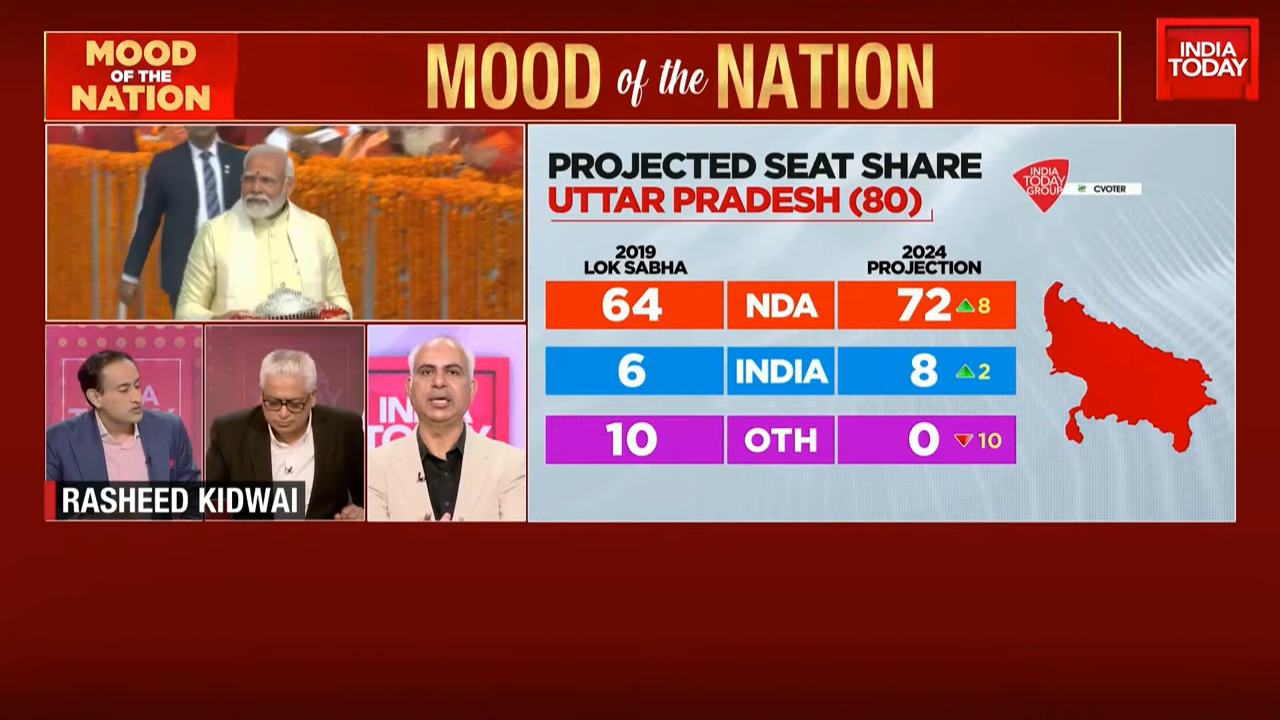 MOOD
OF THE
NATION
MOOD of the NATION
INDIA
TODAY
PROJECTED SEAT SHARE
UTTAR PRADESH (80)
INDIA
TODAY
GROUP
CVOTER
2019
LOK SABHA
2024
PROJECTION
64 NDA 72 8
6 INDIA 8 2
10 OTH 0 10
RASHEED KIDWAI